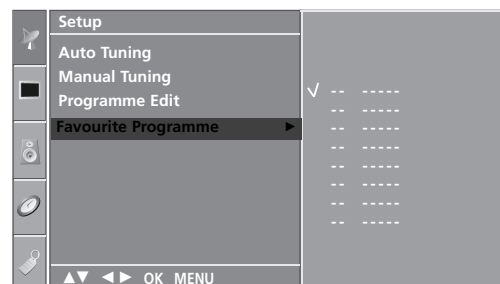 Setup
Auto Tuning
Manual Tuning
Programme Edit
Favourite Programme ►
√ -- -----
-- -----
-- -----
-- -----
-- -----
-- -----
-- -----
-- -----
▲▼ ◄► OK MENU